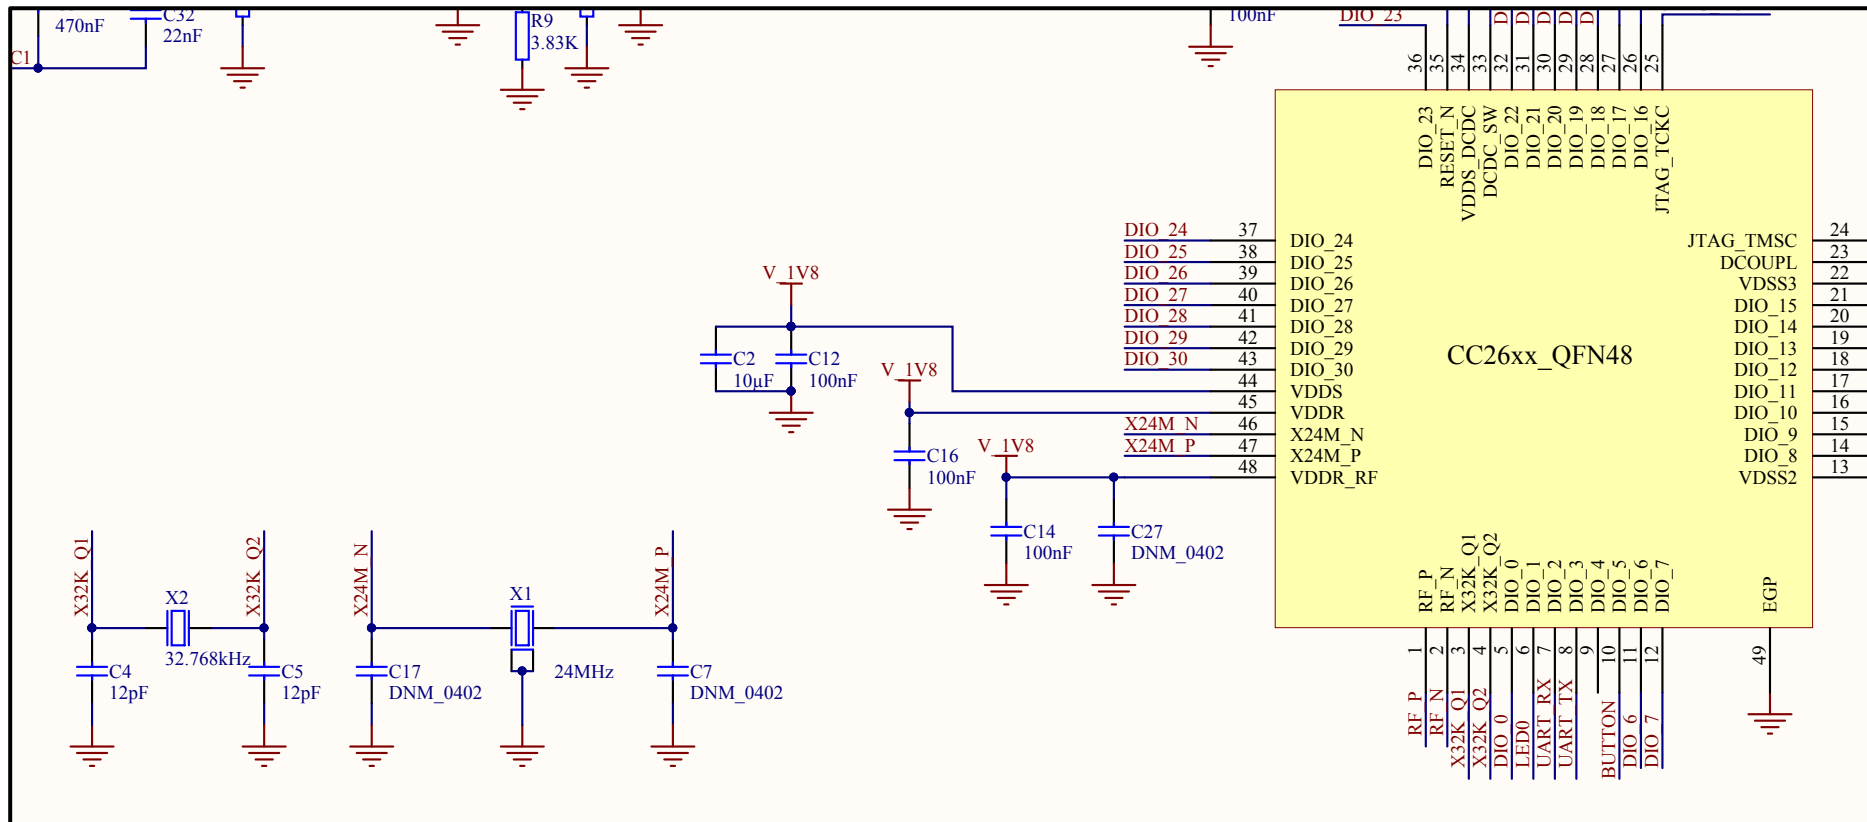 470nF
C32
22nF
C1
R9
3.83K
100nF
DIO_23
D
D
D
D
D
36
35
34
33
32
31
30
29
28
27
26
25
DIO_23
RESET_N
VDDS_DCDC
DCDC_SW
DIO_22
DIO_21
DIO_20
DIO_19
DIO_18
DIO_17
DIO_16
JTAG_TCKC
DIO_24 37 DIO_24
DIO_25 38 DIO_25
DIO_26 39 DIO_26
DIO_27 40 DIO_27
DIO_28 41 DIO_28
DIO_29 42 DIO_29
DIO_30 43 DIO_30
44 VDDS
45 VDDR
X24M_N 46 X24M_N
X24M_P 47 X24M_P
48 VDDR_RF
CC26xx_QFN48
JTAG_TMSC 24
DCOUPL 23
VDSS3 22
DIO_15 21
DIO_14 20
DIO_13 19
DIO_12 18
DIO_11 17
DIO_10 16
DIO_9 15
DIO_8 14
VDSS2 13
V_1V8
C2
10µF
C12
100nF
V_1V8
C16
100nF
V_1V8
C14
100nF
C27
DNM_0402
X32K_Q1
X2
32.768kHz
X32K_Q2
C4
12pF
C5
12pF
X24M_N
X1
24MHz
X24M_P
C17
DNM_0402
C7
DNM_0402
RF_P
RF_N
X32K_Q1
X32K_Q2
DIO_0
DIO_1
DIO_2
DIO_3
DIO_4
DIO_5
DIO_6
DIO_7
EGP
1
2
3
4
5
6
7
8
9
10
11
12
49
RF_P
RF_N
X32K_Q1
X32K_Q2
DIO_0
LED0
UART_RX
UART_TX
BUTTON
DIO_6
DIO_7